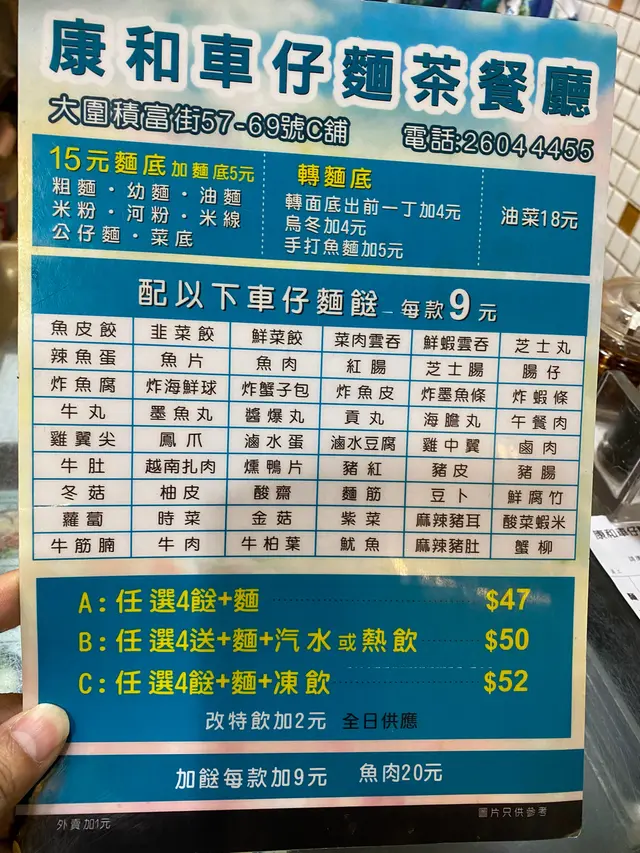 康和車仔麵茶餐廳
大圍積富街57-69號C舖 電話:26044455
15元麵底 加麵底5元
粗麵・幼麵・油麵
米粉・河粉・米線
公仔麵・菜底
轉麵底
轉面底出前一丁加4元
烏冬加4元
手打魚麵加5元
油菜18元
配以下車仔麵餸–每款9元
魚皮餃 韭菜餃 鮮菜餃 菜肉雲吞 鮮蝦雲吞 芝士丸
辣魚蛋 魚片 魚肉 紅腸 芝士腸 腸仔
炸魚腐 炸海鮮球 炸蟹子包 炸魚皮 炸墨魚條 炸蝦條
牛丸 墨魚丸 醬爆丸 貢丸 海膽丸 午餐肉
雞翼尖 鳳爪 滷水蛋 滷水豆腐 雞中翼 鹵肉
牛肚 越南扎肉 燻鴨片 豬紅 豬皮 豬腸
冬菇 柚皮 酸齋 麵筋 豆卜 鮮腐竹
蘿蔔 時菜 金菇 紫菜 麻辣豬耳 酸菜蝦米
牛筋腩 牛肉 牛柏葉 魷魚 麻辣豬肚 蟹柳
A:任選4餸+麵 $47
B:任選4送+麵+汽水或熱飲 $50
C:任選4餸+麵+凍飲 $52
改特飲加2元 全日供應
加餸每款加9元 魚肉20元
外賣加1元 圖片只供參考
康和車仔